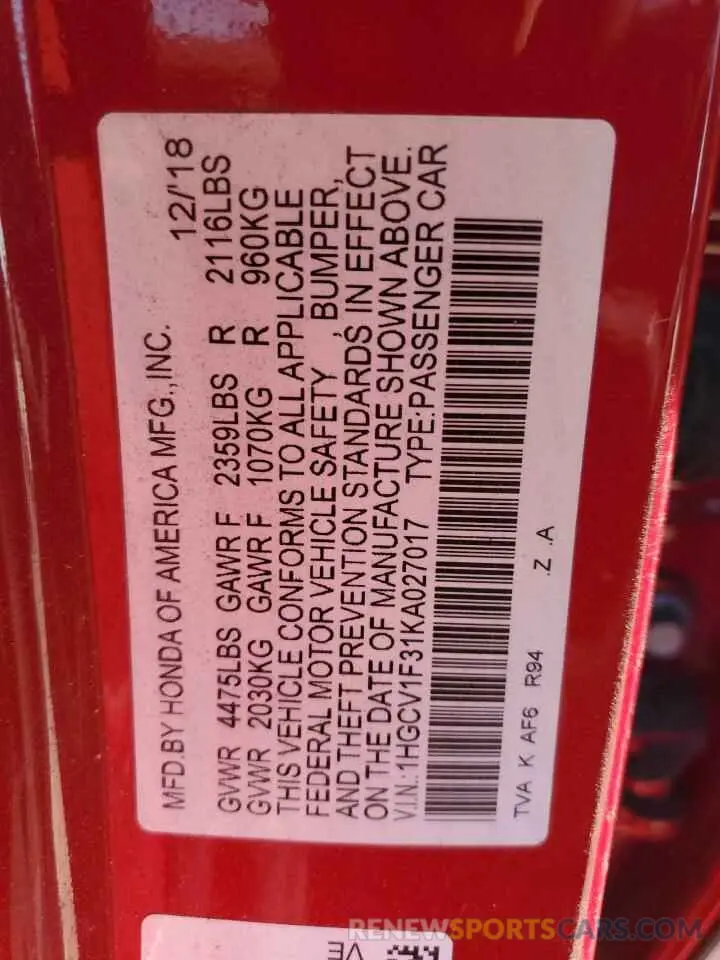 MFD.BY HONDA OF AMERICA MFG.,INC. 12/'18
GVWR 4475LBS GAWR F 2359LBS R 2116LBS
GVWR 2030KG GAWR F 1070KG R 960KG
THIS VEHICLE CONFORMS TO ALL APPLICABLE
FEDERAL MOTOR VEHICLE SAFETY , BUMPER,
AND THEFT PREVENTION STANDARDS IN EFFECT
ON THE DATE OF MANUFACTURE SHOWN ABOVE.
V.I.N.:1HGCV1F31KA027017 TYPE:PASSENGER CAR
TVA K AF6 R94 .Z .A
RENEWSPORTSCARS.COM